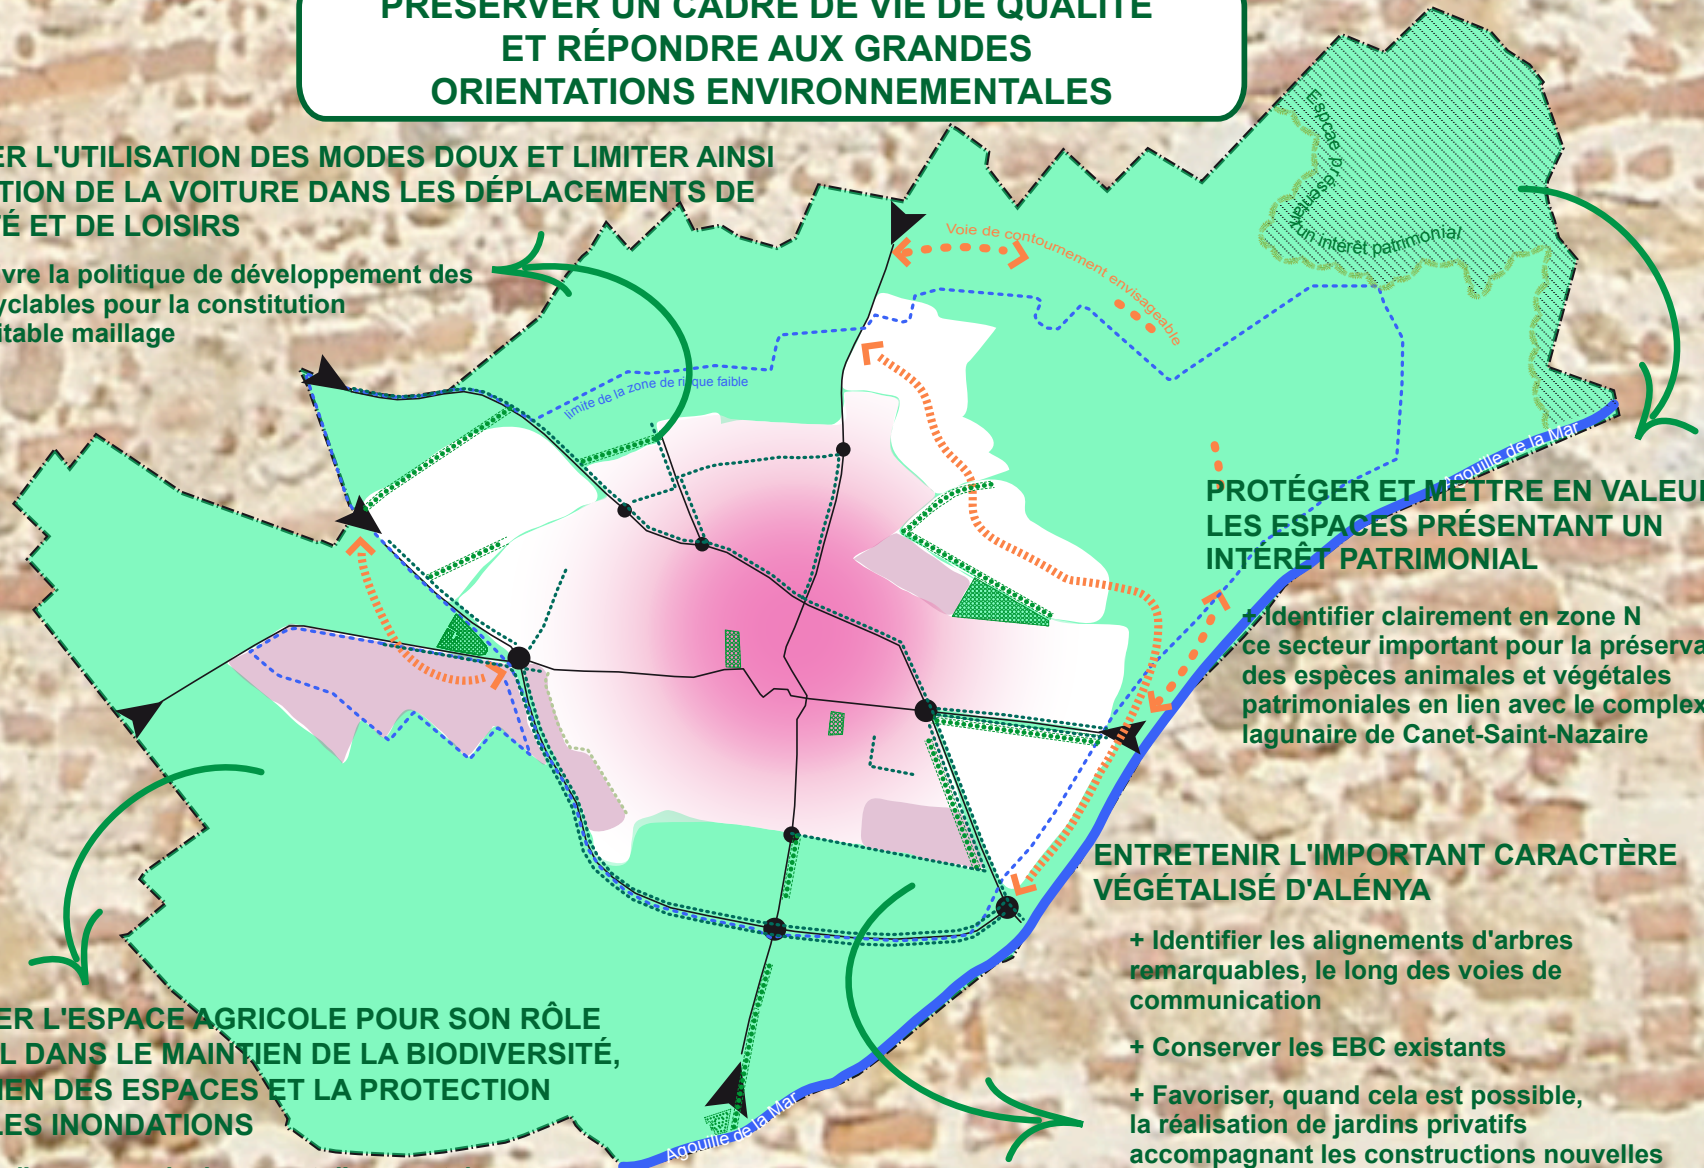 PRÉSERVER UN CADRE DE VIE DE QUALITÉ
ET RÉPONDRE AUX GRANDES
ORIENTATIONS ENVIRONNEMENTALES
ER L'UTILISATION DES MODES DOUX ET LIMITER AINSI
TION DE LA VOITURE DANS LES DÉPLACEMENTS DE
TÉ ET DE LOISIRS
vre la politique de développement des
yclables pour la constitution
itable maillage
Voie de contournement envisageable
limite de la zone de risque faible
Espcae présentant
un intérêt patrimonial
Agouille de la Mar
PROTÉGER ET METTRE EN VALEUR
LES ESPACES PRÉSENTANT UN
INTÉRÊT PATRIMONIAL
+ Identifier clairement en zone N
ce secteur important pour la préserva
des espèces animales et végétales
patrimoniales en lien avec le complex
lagunaire de Canet-Saint-Nazaire
ENTRETENIR L'IMPORTANT CARACTÈRE
VÉGÉTALISÉ D'ALÉNYA
+ Identifier les alignements d'arbres
remarquables, le long des voies de
communication
+ Conserver les EBC existants
+ Favoriser, quand cela est possible,
la réalisation de jardins privatifs
accompagnant les constructions nouvelles
ER L'ESPACE AGRICOLE POUR SON RÔLE
L DANS LE MAINTIEN DE LA BIODIVERSITÉ,
IEN DES ESPACES ET LA PROTECTION
LES INONDATIONS
Agouille de la Mar